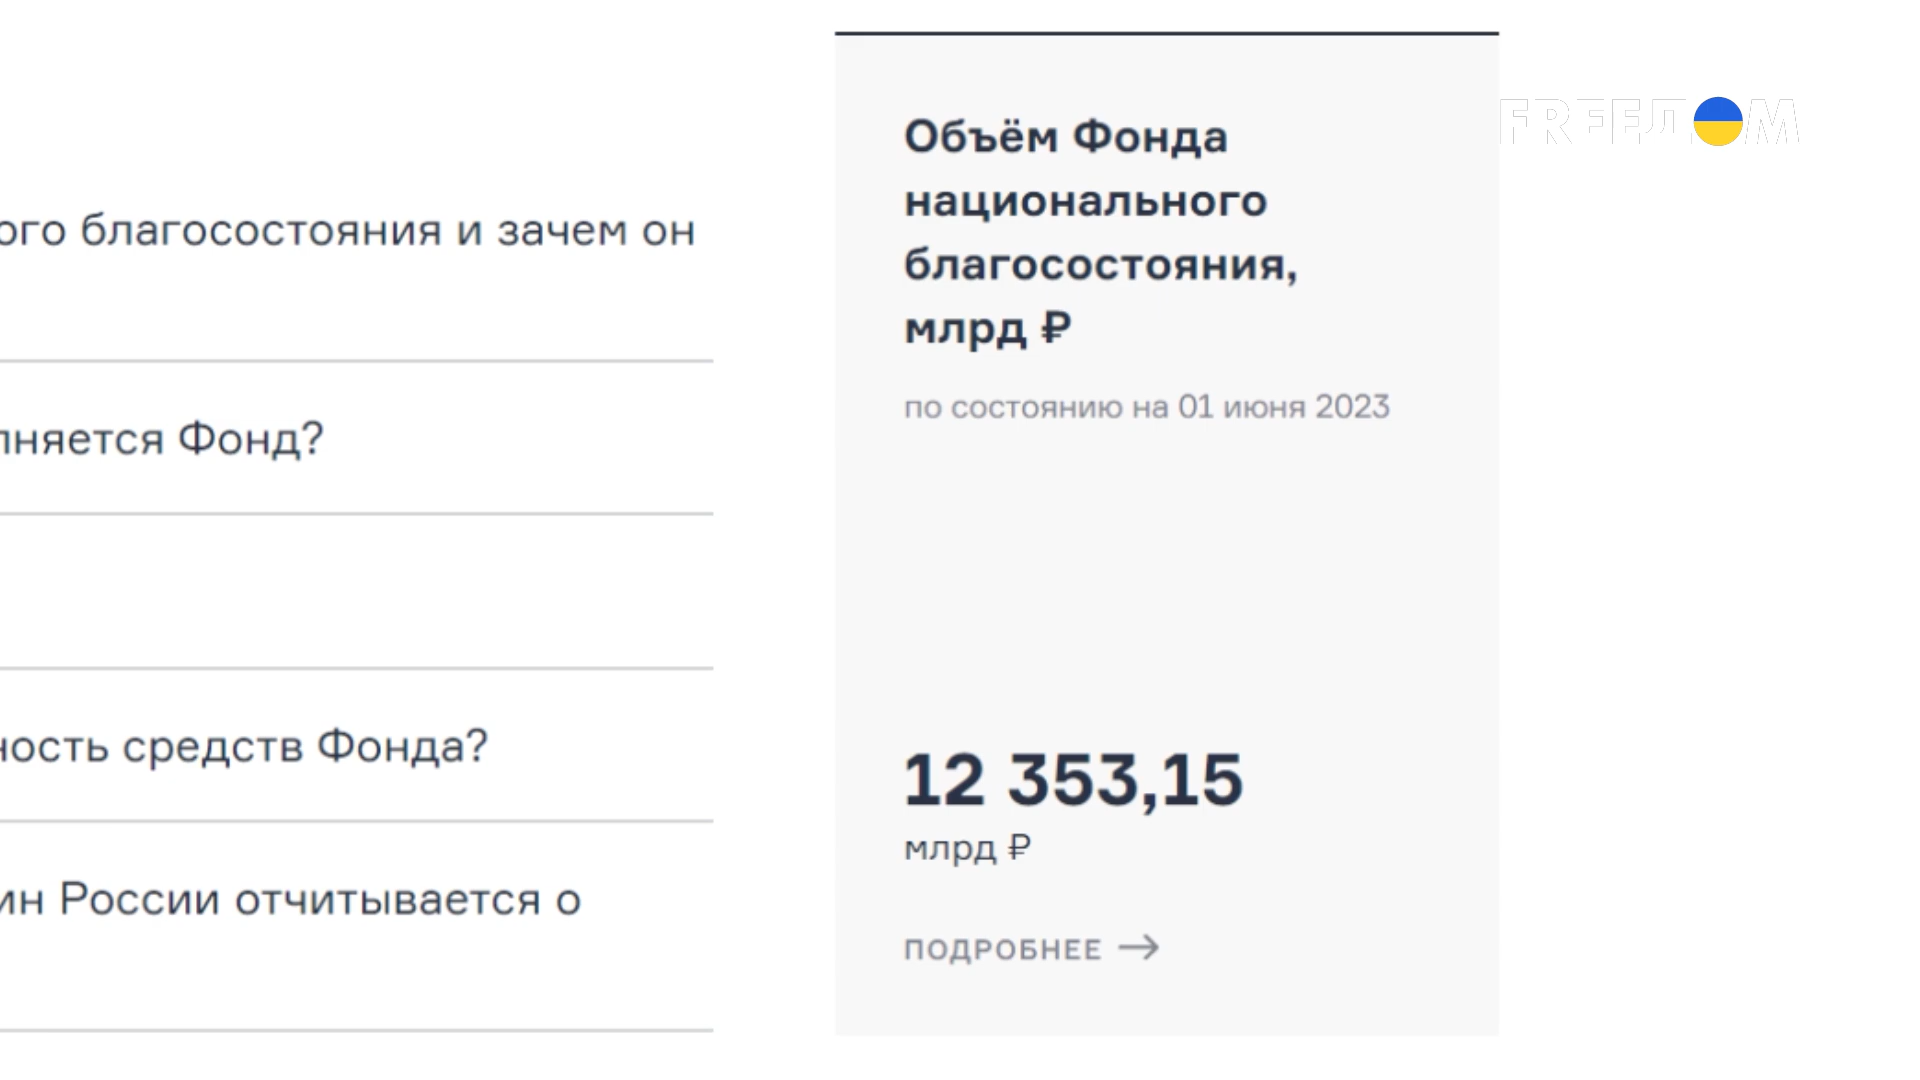 ого благосостояния и зачем он
лняется Фонд?
ность средств Фонда?
ин России отчитывается о
Объём Фонда
национального
благосостояния,
млрд ₽
по состоянию на 01 июня 2023
12 353,15
млрд ₽
ПОДРОБНЕЕ →
FREEДOM